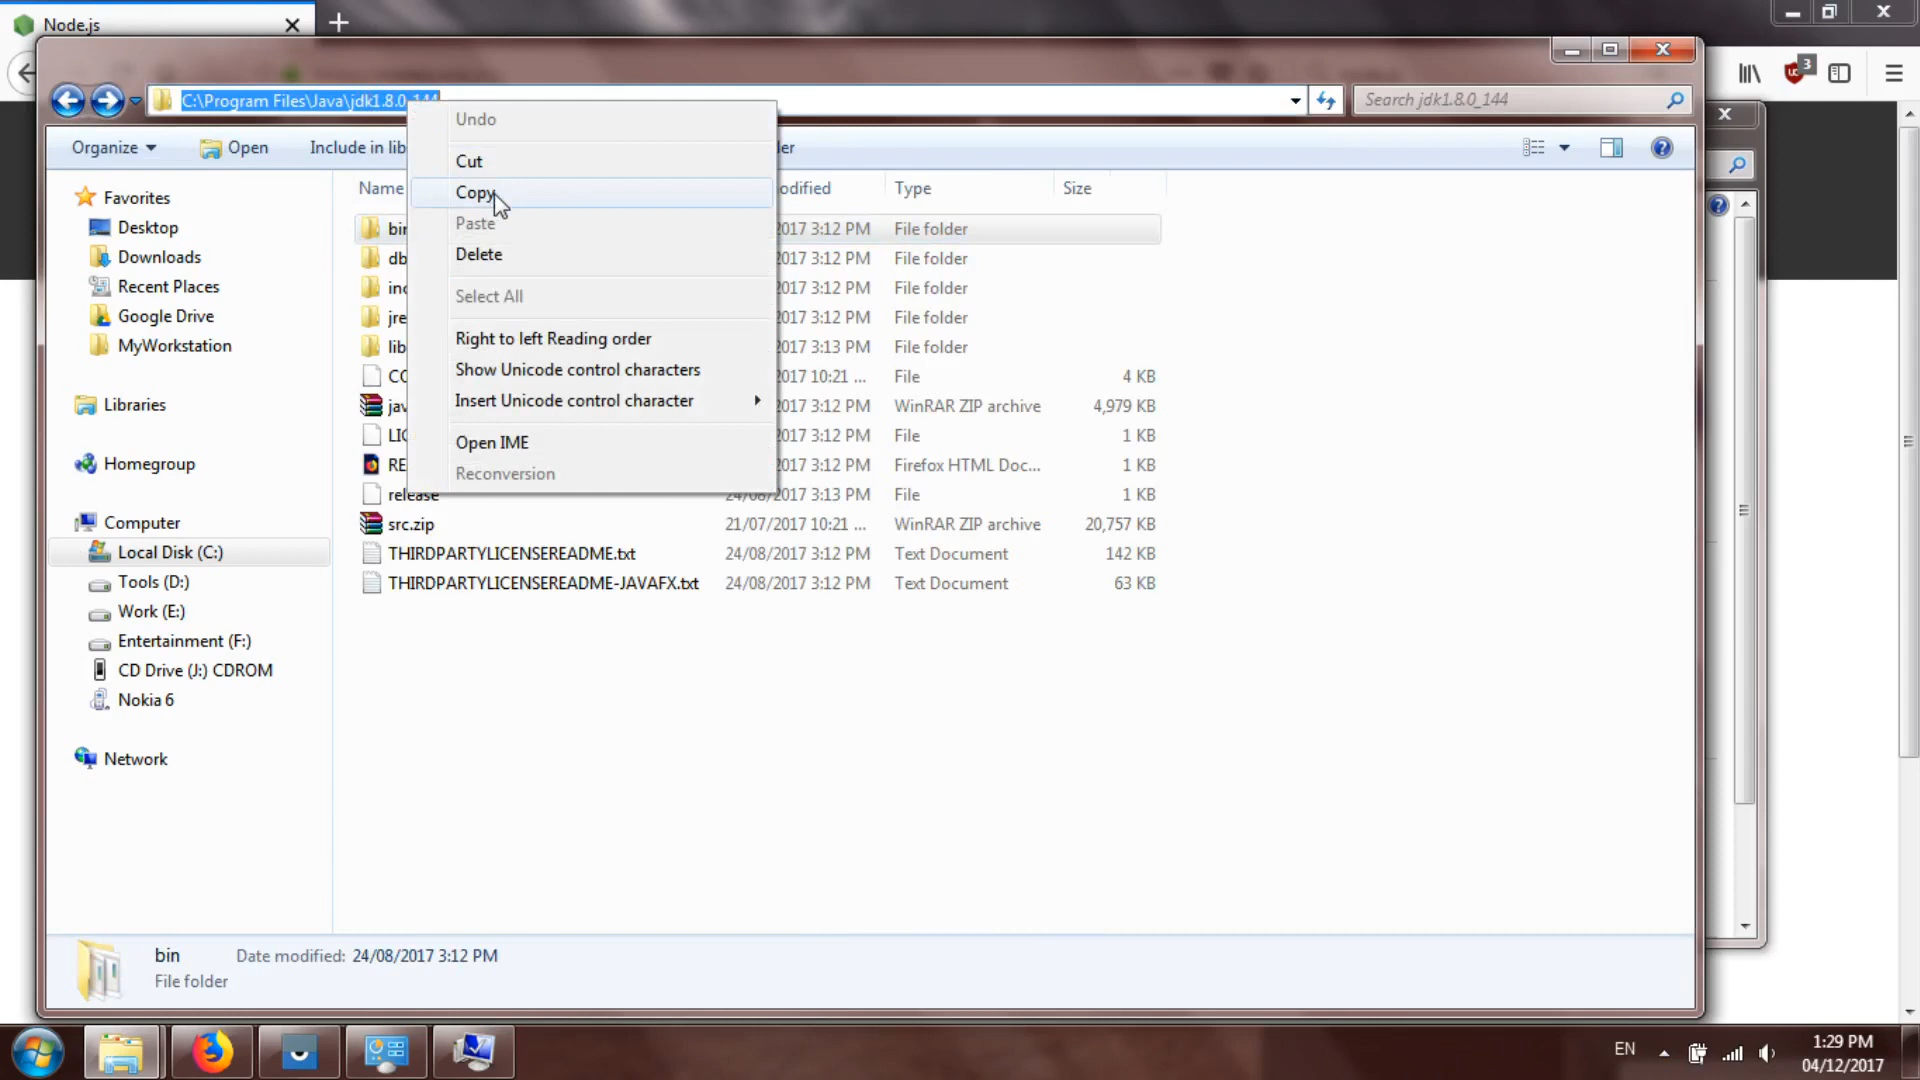 Node.js
3
C:\Program Files\Java\jdk1.8.0_144
Search jdk1.8.0_144
Undo
Cut
Copy
Paste
Delete
Select All
Right to left Reading order
Show Unicode control characters
Insert Unicode control character
Open IME
Reconversion
Organize
Open
Include in lib
der
Name
odified
Type
Size
Favorites
Desktop
Downloads
Recent Places
Google Drive
MyWorkstation
Libraries
Homegroup
Computer
Local Disk (C:)
Tools (D:)
Work (E:)
Entertainment (F:)
CD Drive (J:) CDROM
Nokia 6
Network
bin 2017 3:12 PM File folder
db 2017 3:12 PM File folder
inc 2017 3:12 PM File folder
jre 2017 3:12 PM File folder
lib 2017 3:13 PM File folder
CO 2017 10:21 ... File 4 KB
jav 2017 3:12 PM WinRAR ZIP archive 4,979 KB
LIC 2017 3:12 PM File 1 KB
RE 2017 3:12 PM Firefox HTML Doc... 1 KB
release 24/08/2017 3:13 PM File 1 KB
src.zip 21/07/2017 10:21 ... WinRAR ZIP archive 20,757 KB
THIRDPARTYLICENSEREADME.txt 24/08/2017 3:12 PM Text Document 142 KB
THIRDPARTYLICENSEREADME-JAVAFX.txt 24/08/2017 3:12 PM Text Document 63 KB
bin Date modified: 24/08/2017 3:12 PM
File folder
EN
1:29 PM
04/12/2017